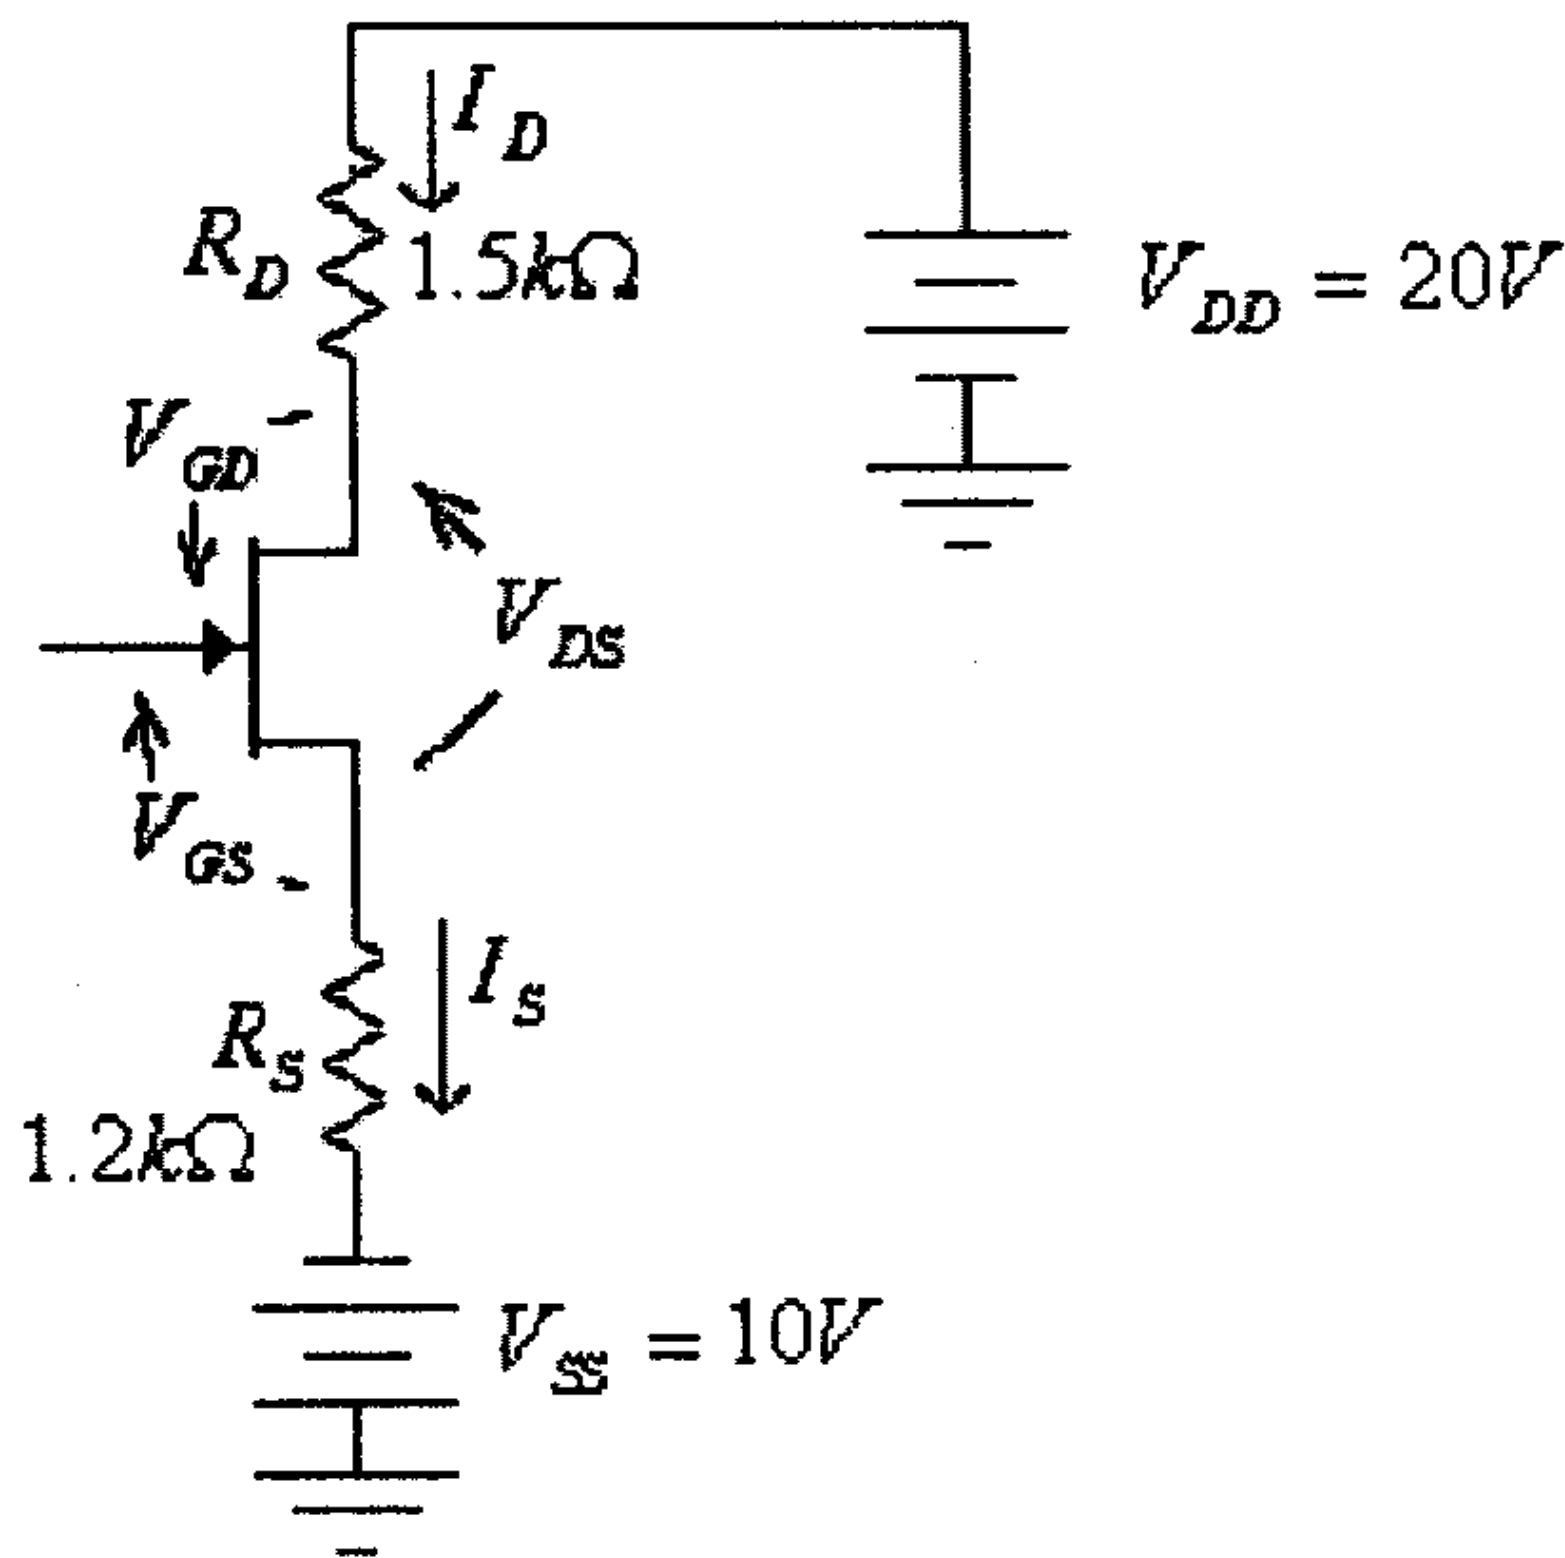 I_D
R_D
1.5kΩ
V_DD = 20V
V_GD
V_DS
V_GS
I_S
R_S
1.2kΩ
V_SS = 10V